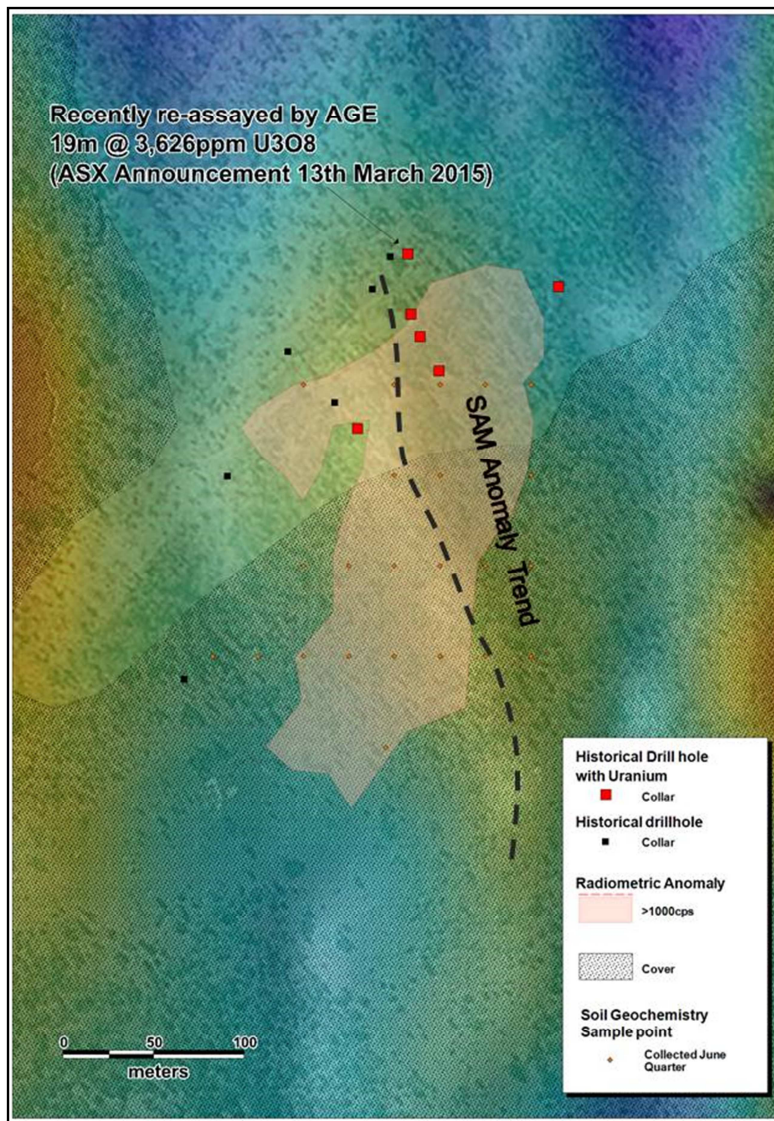 Recently re-assayed by AGE
19m @ 3,626ppm U3O8
(ASX Announcement 13th March 2015)
SAM Anomaly Trend
Historical Drill hole
with Uranium
Collar
Historical drillhole
Collar
Radiometric Anomaly
>1000cps
Cover
Soil Geochemistry
Sample point
Collected June
Quarter
0 50 100
meters